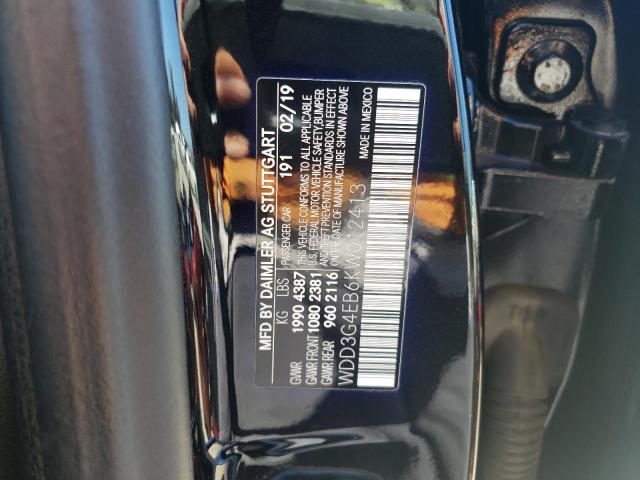 MFD BY DAIMLER AG STUTTGART
PASSENGER CAR 191 02/19
KG LBS
GVWR 1990 4387
GAWR FRONT 1080 2381
GAWR REAR 960 2116
THIS VEHICLE CONFORMS TO ALL APPLICABLE
U.S. FEDERAL MOTOR VEHICLE SAFETY,BUMPER
AND THEFT PREVENTION STANDARDS IN EFFECT
ON THE DATE OF MANUFACTURE SHOWN ABOVE
MADE IN MEXICO
WDD3G4EB6KW012413